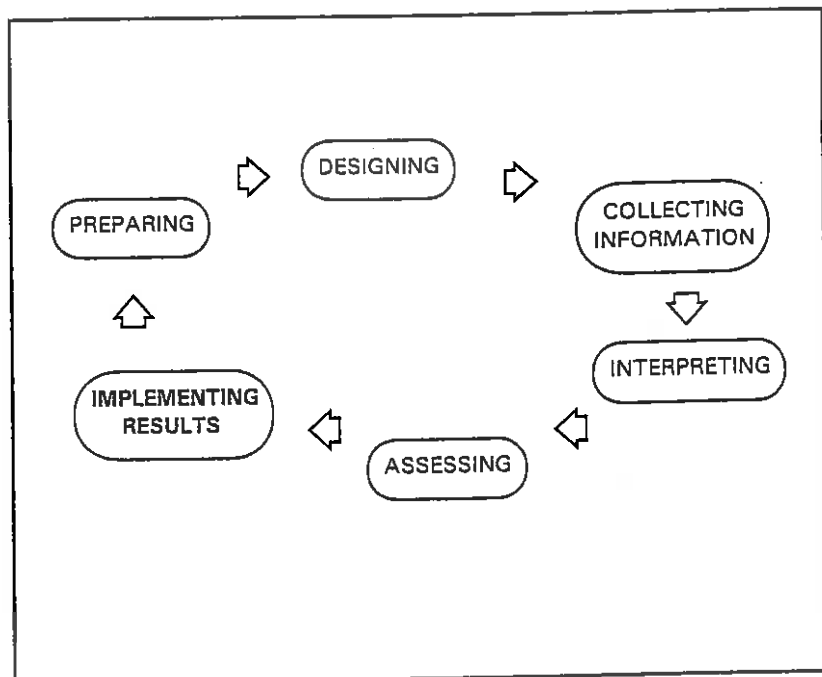 DESIGNING
PREPARING
COLLECTING
INFORMATION
INTERPRETING
IMPLEMENTING
RESULTS
ASSESSING